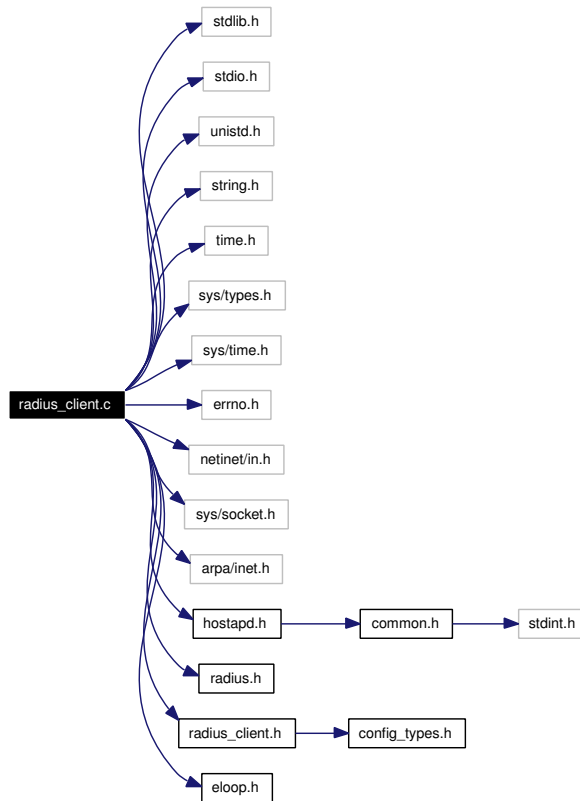 stdlib.h
stdio.h
unistd.h
string.h
time.h
sys/types.h
sys/time.h
radius_client.c
errno.h
netinet/in.h
sys/socket.h
arpa/inet.h
hostapd.h
common.h
stdint.h
radius.h
radius_client.h
config_types.h
eloop.h